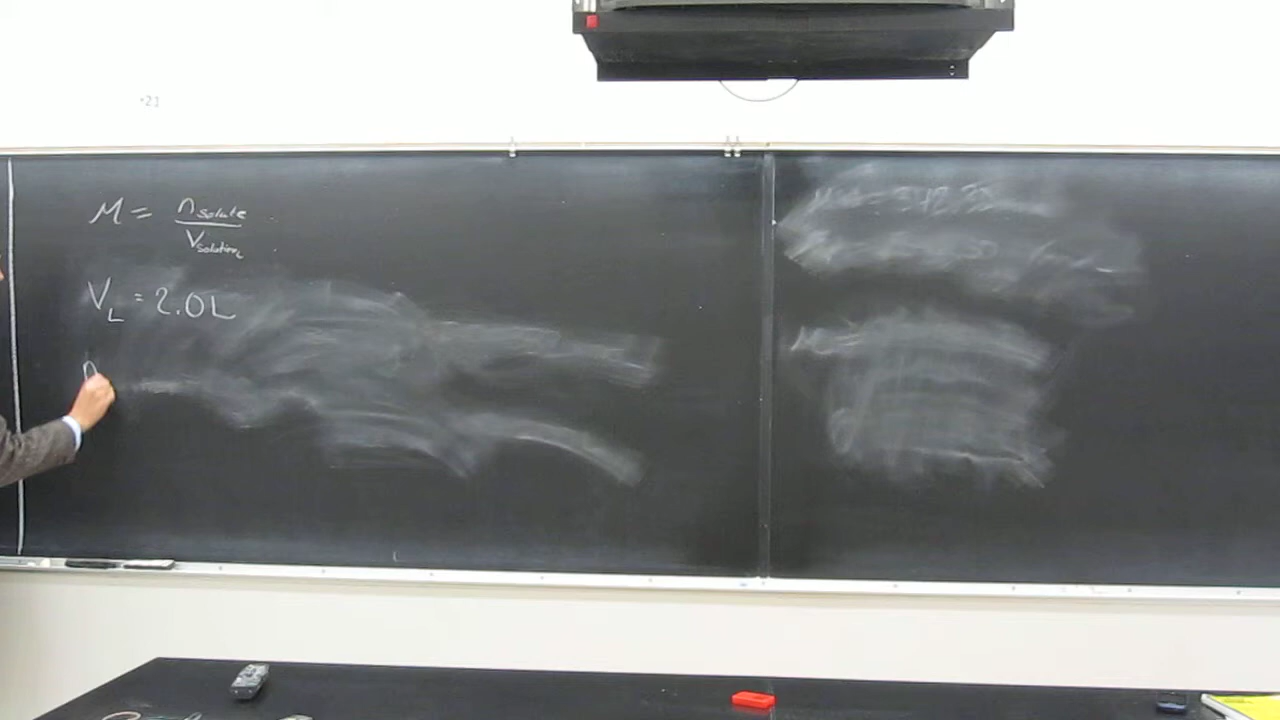 M = n solute
V solution
V_L = 2.0 L
n